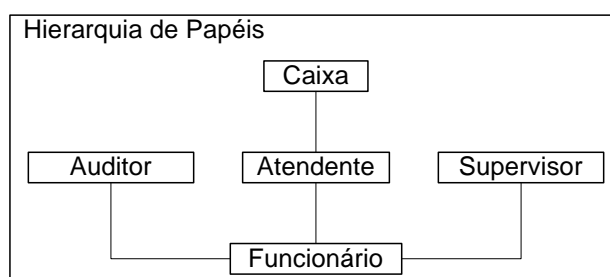 Hierarquia de Papéis
Caixa
Auditor
Atendente
Supervisor
Funcionário